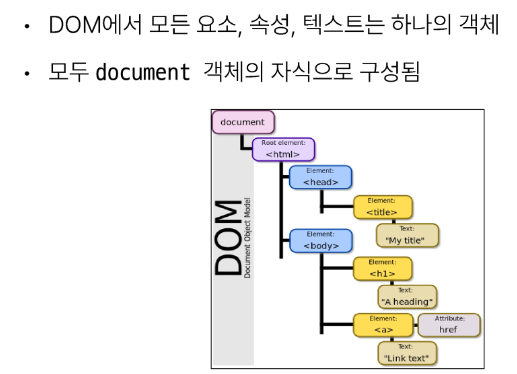 • DOM에서 모든 요소, 속성, 텍스트는 하나의 객체
• 모두 document 객체의 자식으로 구성됨
document
Root element:
<html>
Element:
<head>
Element:
<title>
Text:
"My title"
Element:
<body>
Element:
<h1>
Text:
"A heading"
Element:
<a>
Attribute:
href
Text:
"Link text"
DOM
Document Object Model